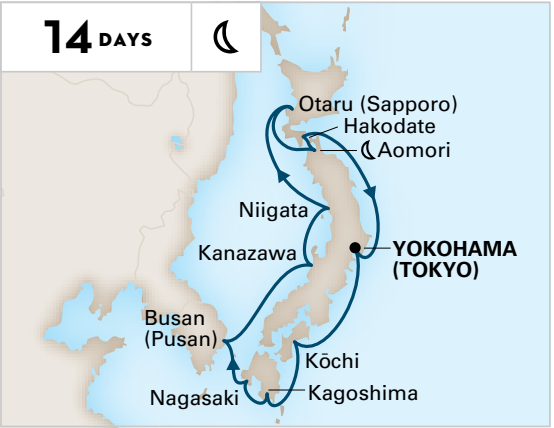 14 DAYS
Otaru (Sapporo)
Hakodate
Aomori
Niigata
Kanazawa
YOKOHAMA
(TOKYO)
Busan
(Pusan)
Kōchi
Nagasaki
Kagoshima